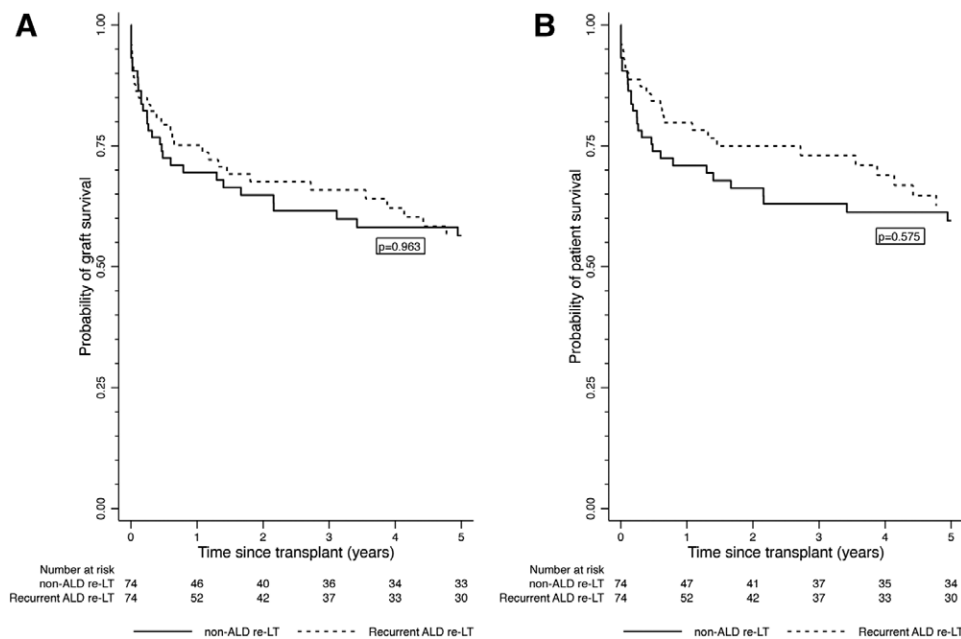 A
Probability of graft survival
1.00
0.75
0.50
0.25
0.00
p=0.963
0 1 2 3 4 5
Time since transplant (years)
Number at risk
non-ALD re-LT 74 46 40 36 34 33
Recurrent ALD re-LT 74 52 42 37 33 30
non-ALD re-LT Recurrent ALD re-LT
B
Probability of patient survival
1.00
0.75
0.50
0.25
0.00
p=0.575
0 1 2 3 4 5
Time since transplant (years)
Number at risk
non-ALD re-LT 74 47 41 37 35 34
Recurrent ALD re-LT 74 52 42 37 33 30
non-ALD re-LT Recurrent ALD re-LT